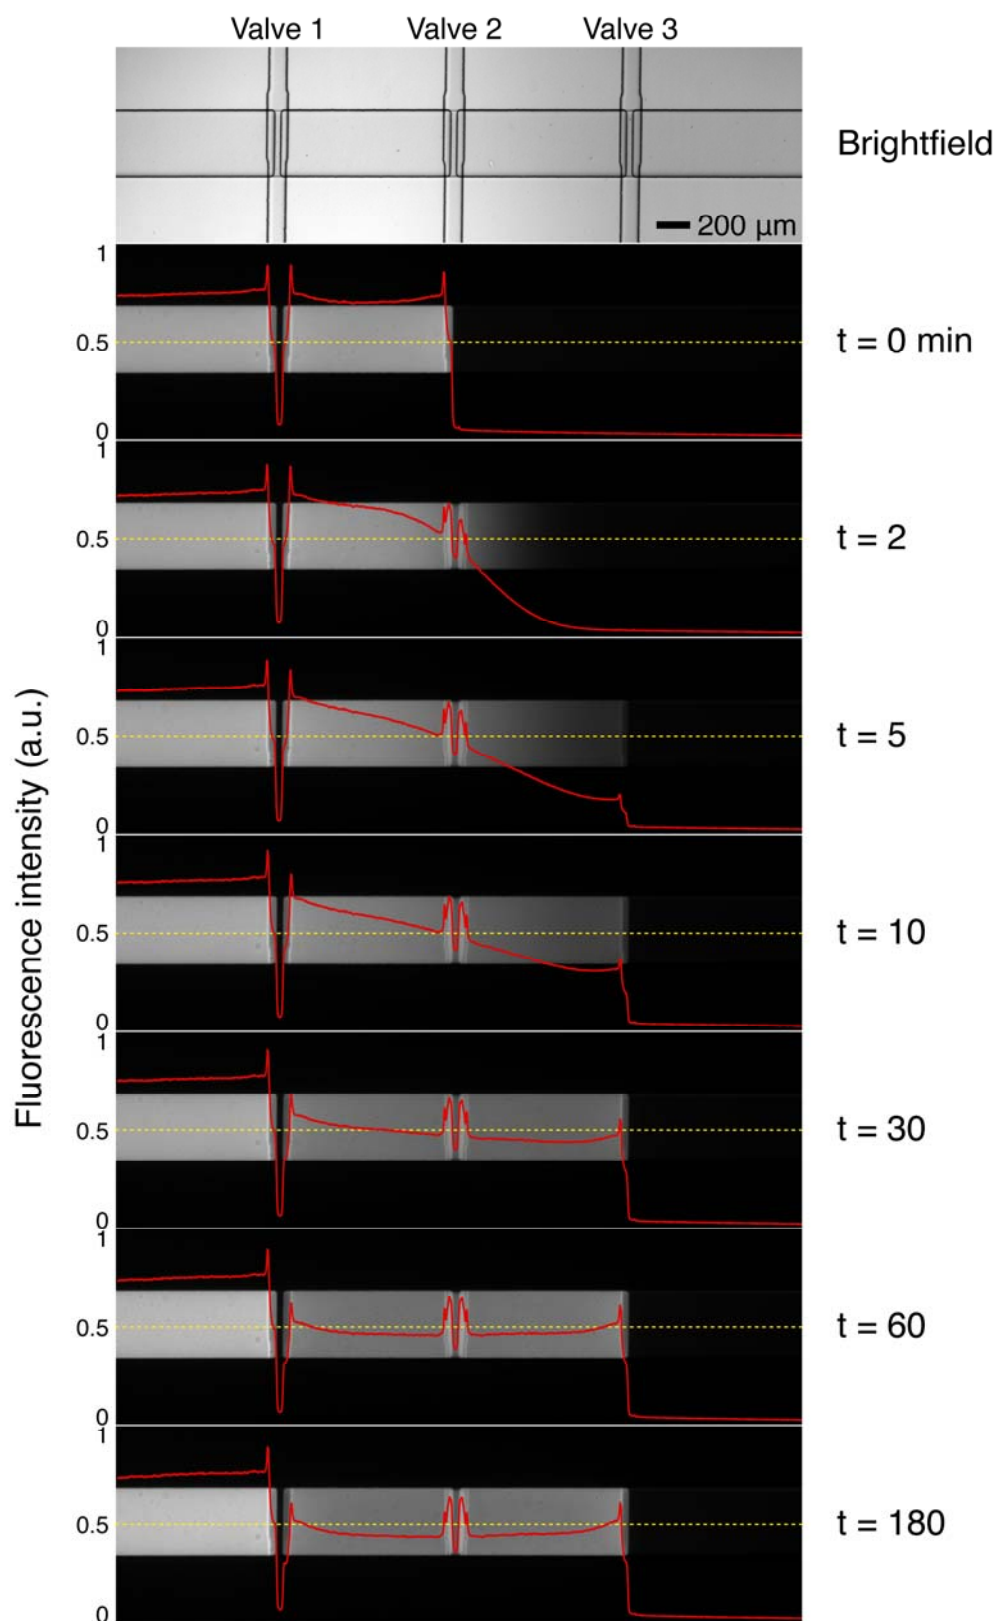 Valve 1 Valve 2 Valve 3
Brightfield
200 μm
1
0.5
0
t = 0 min
1
0.5
0
t = 2
1
0.5
0
t = 5
1
0.5
0
t = 10
1
0.5
0
t = 30
1
0.5
0
t = 60
1
0.5
0
t = 180
Fluorescence intensity (a.u.)